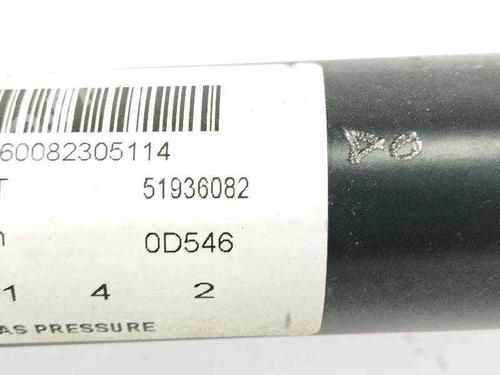 60082305114
T 51936082
0D546
1 4 2
AS PRESSURE